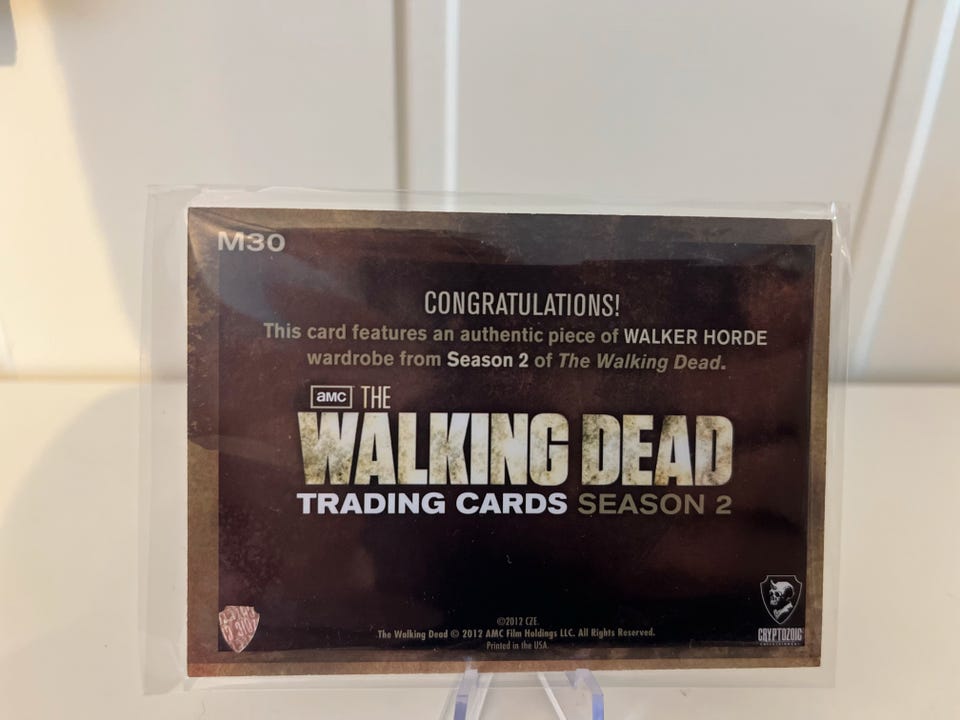 M30
CONGRATULATIONS!
This card features an authentic piece of WALKER HORDE
wardrobe from Season 2 of The Walking Dead.
aMC THE
WALKING DEAD
TRADING CARDS SEASON 2
CRYPTOZOIC
ENTERTAINMENT
©2012 CZE.
The Walking Dead © 2012 AMC Film Holdings LLC. All Rights Reserved.
Printed in the USA.